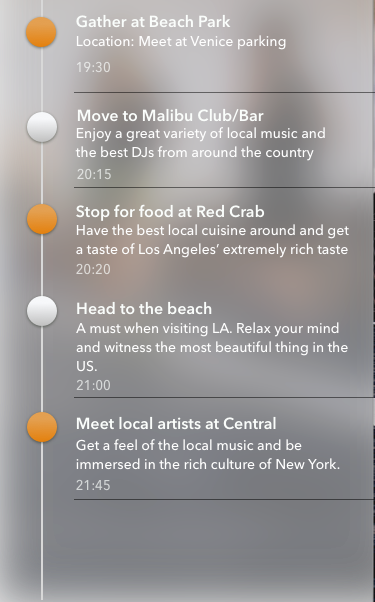 Gather at Beach Park
Location: Meet at Venice parking
19:30
Move to Malibu Club/Bar
Enjoy a great variety of local music and
the best DJs from around the country
20:15
Stop for food at Red Crab
Have the best local cuisine around and get
a taste of Los Angeles’ extremely rich taste
20:20
Head to the beach
A must when visiting LA. Relax your mind
and witness the most beautiful thing in the
US.
21:00
Meet local artists at Central
Get a feel of the local music and be
immersed in the rich culture of New York.
21:45